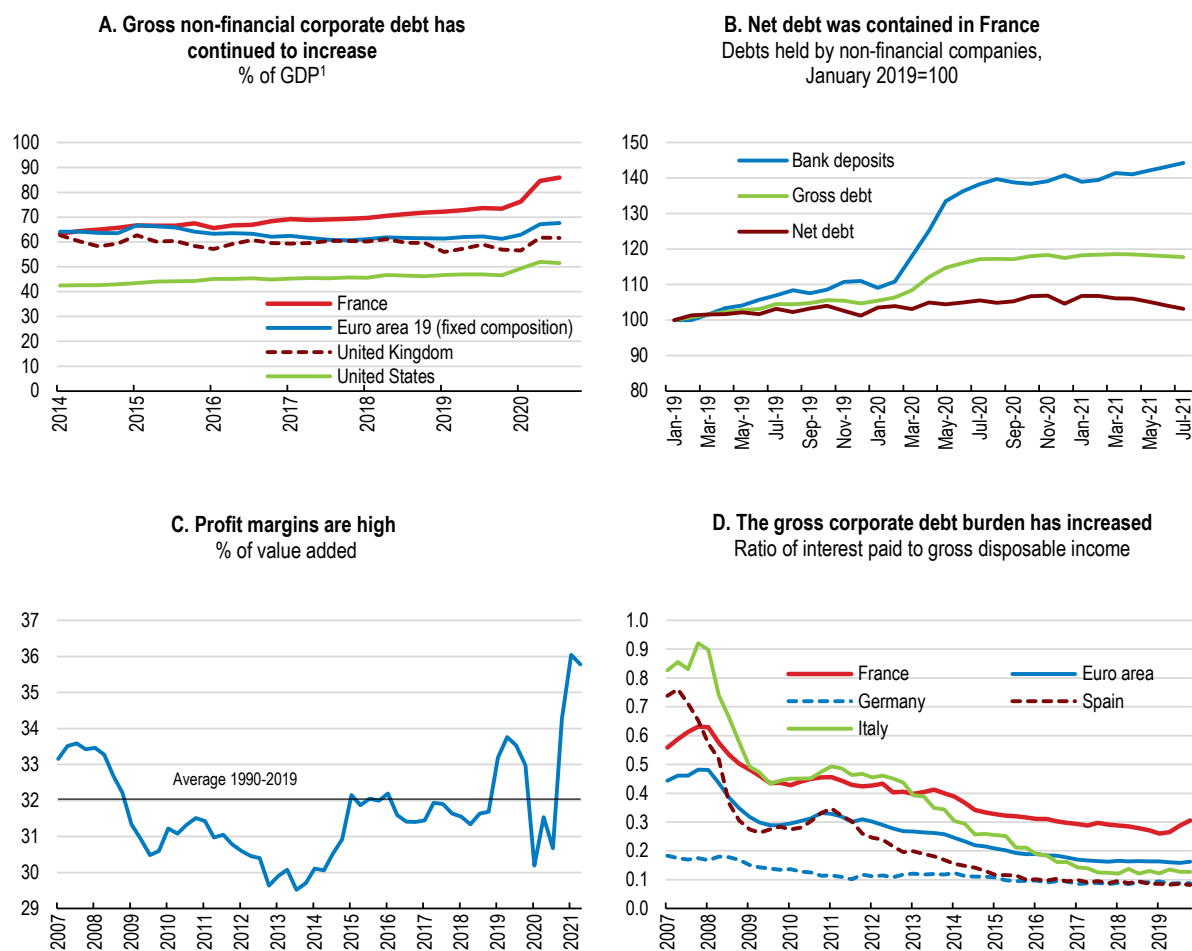 A. Gross non-financial corporate debt has
continued to increase
% of GDP¹
100
90
80
70
60
50
40
30
20
10
0
France
Euro area 19 (fixed composition)
United Kingdom
United States
2014
2015
2016
2017
2018
2019
2020
B. Net debt was contained in France
Debts held by non-financial companies,
January 2019=100
150
140
130
120
110
100
90
80
Bank deposits
Gross debt
Net debt
Jan-19
Mar-19
May-19
Jul-19
Sep-19
Nov-19
Jan-20
Mar-20
May-20
Jul-20
Sep-20
Nov-20
Jan-21
Mar-21
May-21
Jul-21
C. Profit margins are high
% of value added
37
36
35
34
33
32
31
30
29
Average 1990-2019
2007
2008
2009
2010
2011
2012
2013
2014
2015
2016
2017
2018
2019
2020
2021
D. The gross corporate debt burden has increased
Ratio of interest paid to gross disposable income
1.0
0.9
0.8
0.7
0.6
0.5
0.4
0.3
0.2
0.1
0.0
France
Euro area
Germany
Spain
Italy
2007
2008
2009
2010
2011
2012
2013
2014
2015
2016
2017
2018
2019